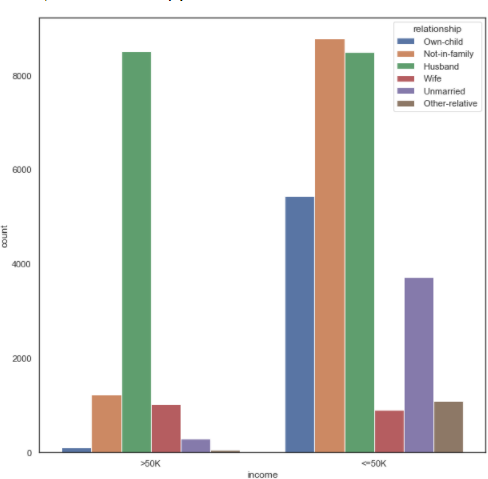 relationship
Own-child
Not-in-family
Husband
Wife
Unmarried
Other-relative
8000
6000
4000
2000
0
count
>50K
<=50K
income